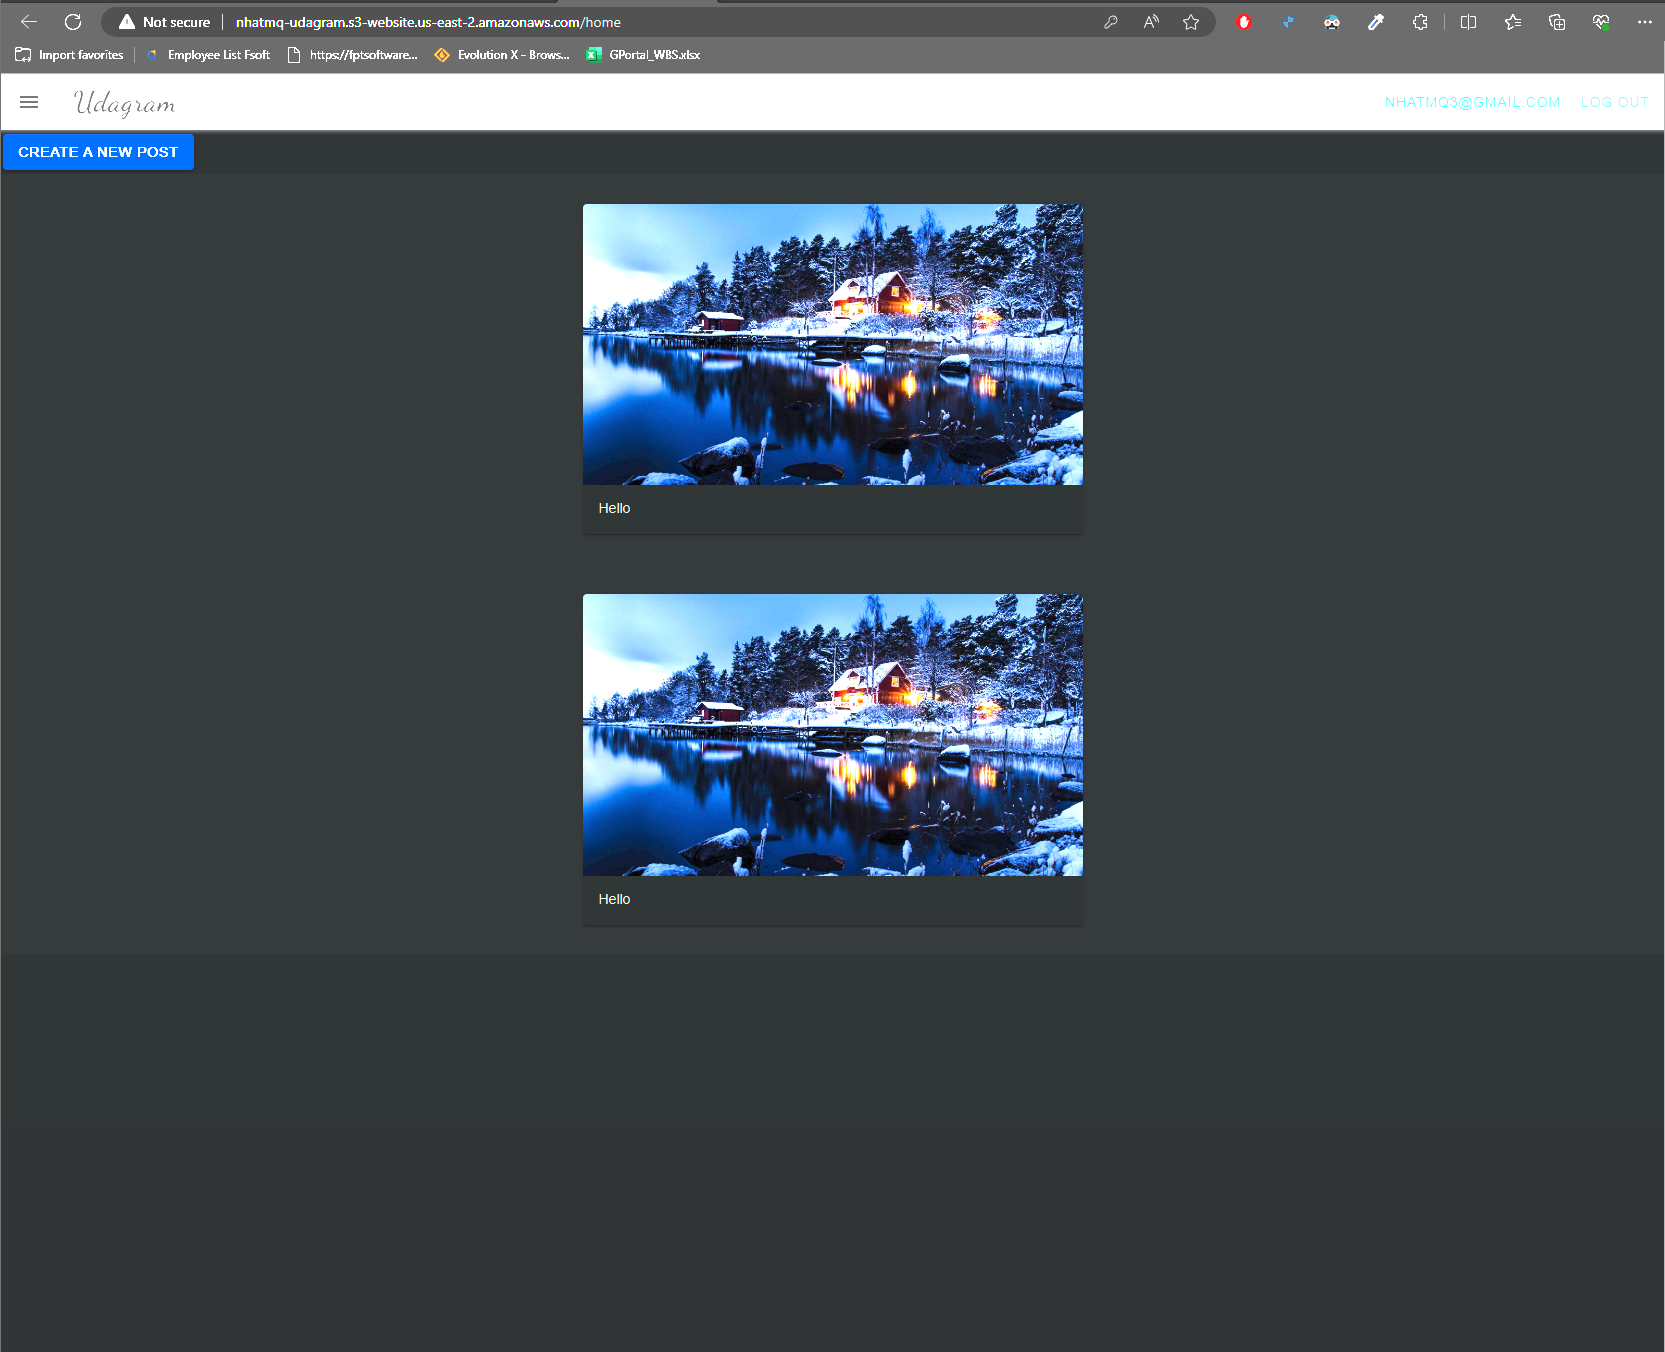 Not secure nhatmq-udagram.s3-website.us-east-2.amazonaws.com/home
Import favorites Employee List Fsoft https://fptsoftware... Evolution X - Brows... GPortal_WBS.xlsx
Udagram NHATMQ3@GMAIL.COM LOG OUT
CREATE A NEW POST
Hello
Hello